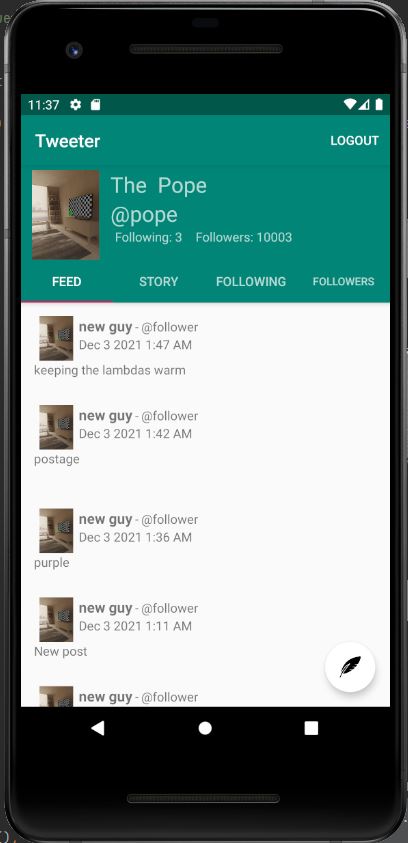 11:37
Tweeter
LOGOUT
The Pope
@pope
Following: 3 Followers: 10003
FEED STORY FOLLOWING FOLLOWERS
new guy - @follower
Dec 3 2021 1:47 AM
keeping the lambdas warm
new guy - @follower
Dec 3 2021 1:42 AM
postage
new guy - @follower
Dec 3 2021 1:36 AM
purple
new guy - @follower
Dec 3 2021 1:11 AM
New post
new guy - @follower